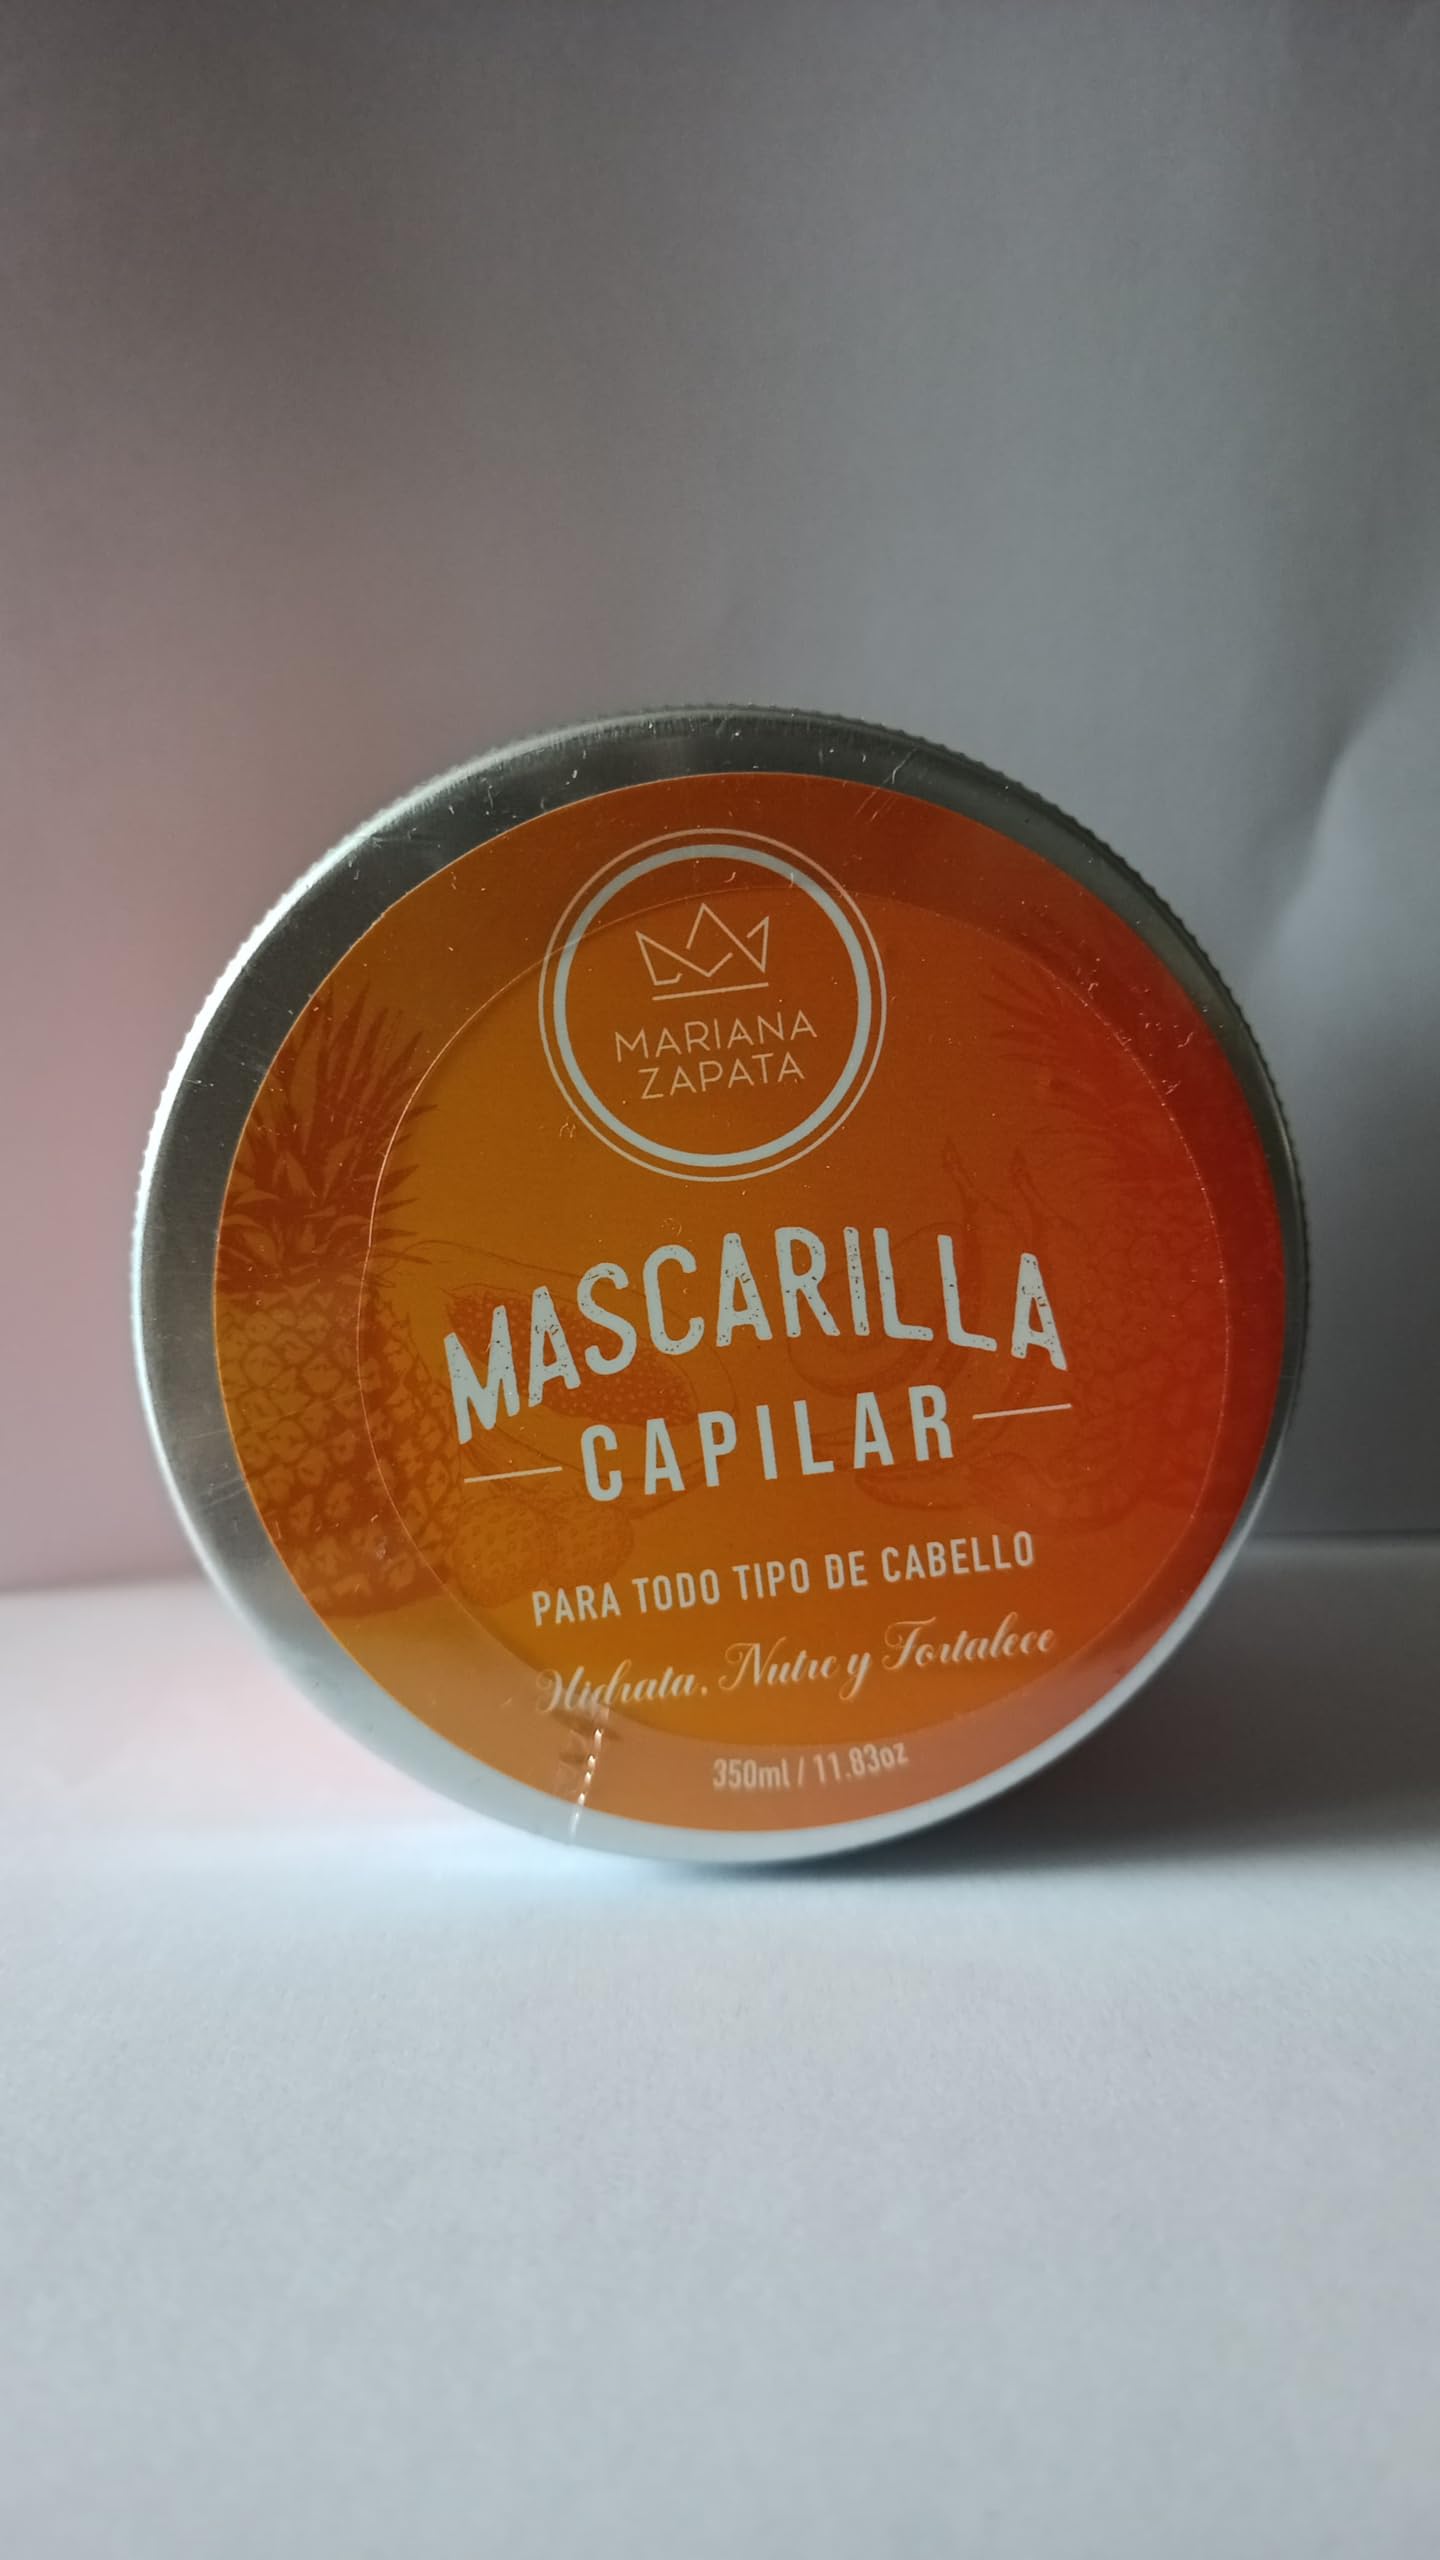 MARIANA
ZAPATA
MASCARILLA
CAPILAR
PARA TODO TIPO DE CABELLO
Hidrata, Nutre y Fortalece
350ml / 11.83oz